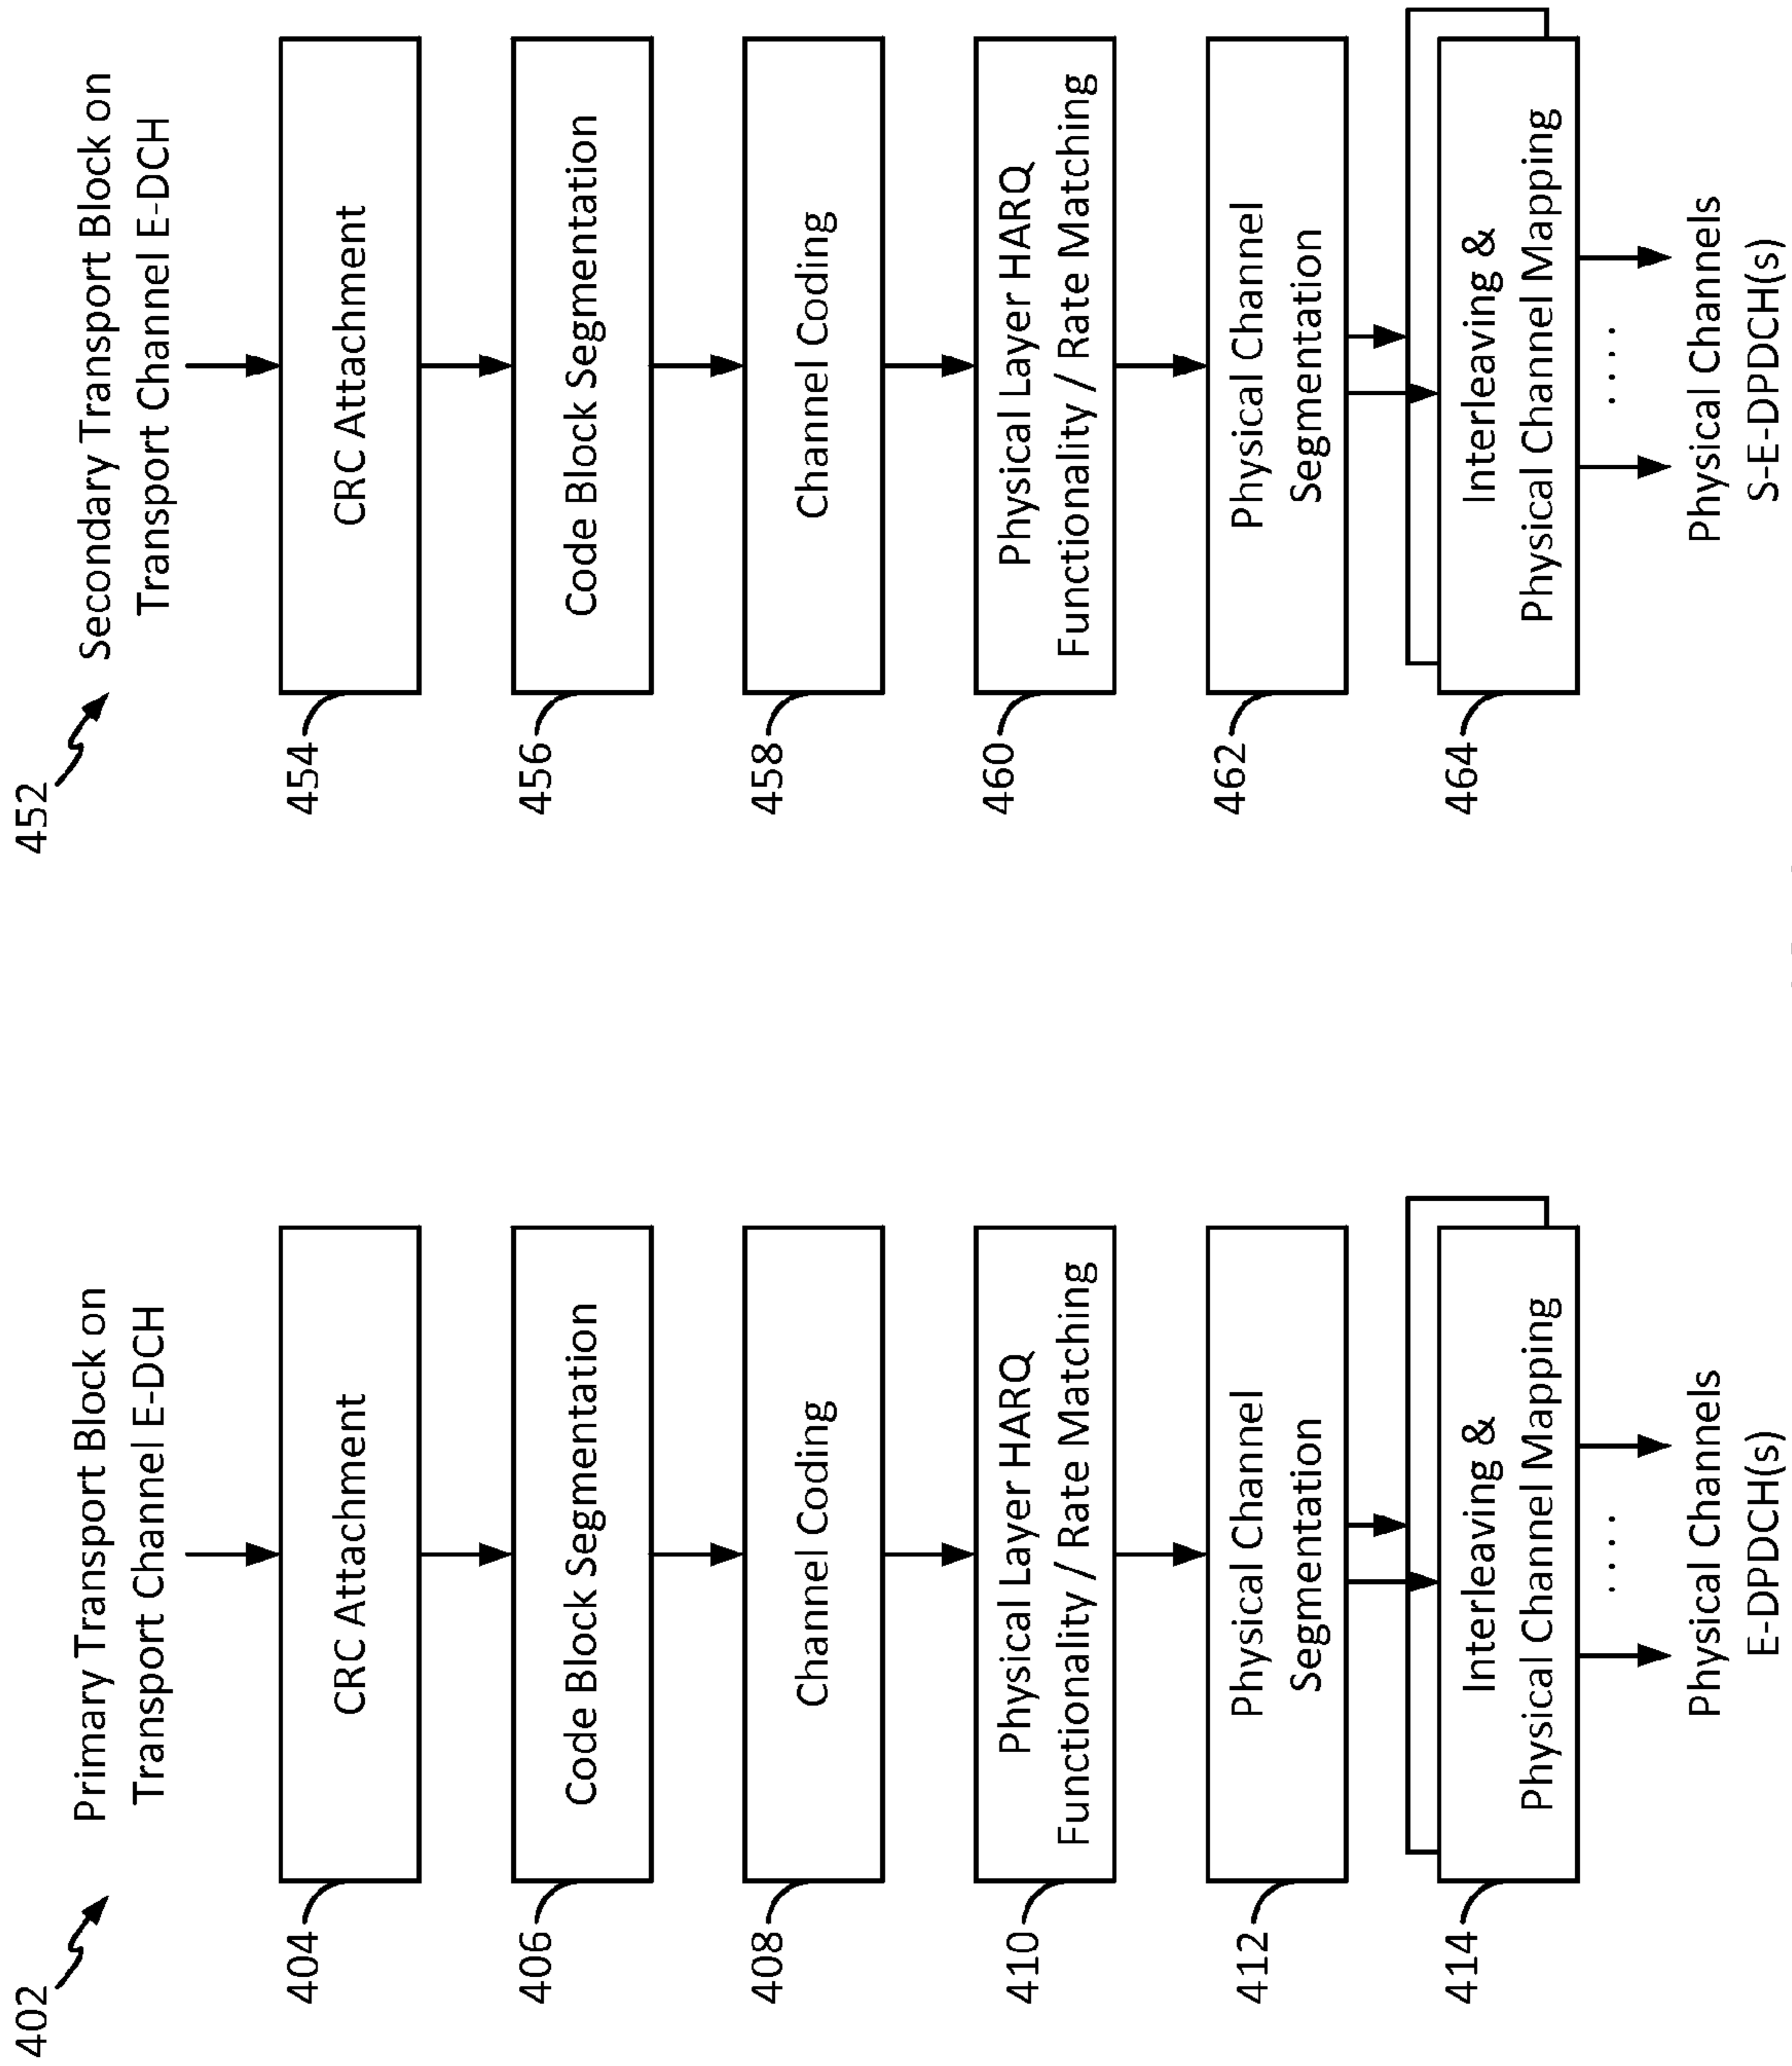 402
Primary Transport Block on
Transport Channel E-DCH
404
CRC Attachment
406
Code Block Segmentation
408
Channel Coding
410
Physical Layer HARQ
Functionality / Rate Matching
412
Physical Channel
Segmentation
414
Interleaving &
Physical Channel Mapping
. . . .
Physical Channels
E-DPDCH(s)
452
Secondary Transport Block on
Transport Channel E-DCH
454
CRC Attachment
456
Code Block Segmentation
458
Channel Coding
460
Physical Layer HARQ
Functionality / Rate Matching
462
Physical Channel
Segmentation
464
Interleaving &
Physical Channel Mapping
. . . .
Physical Channels
S-E-DPDCH(s)